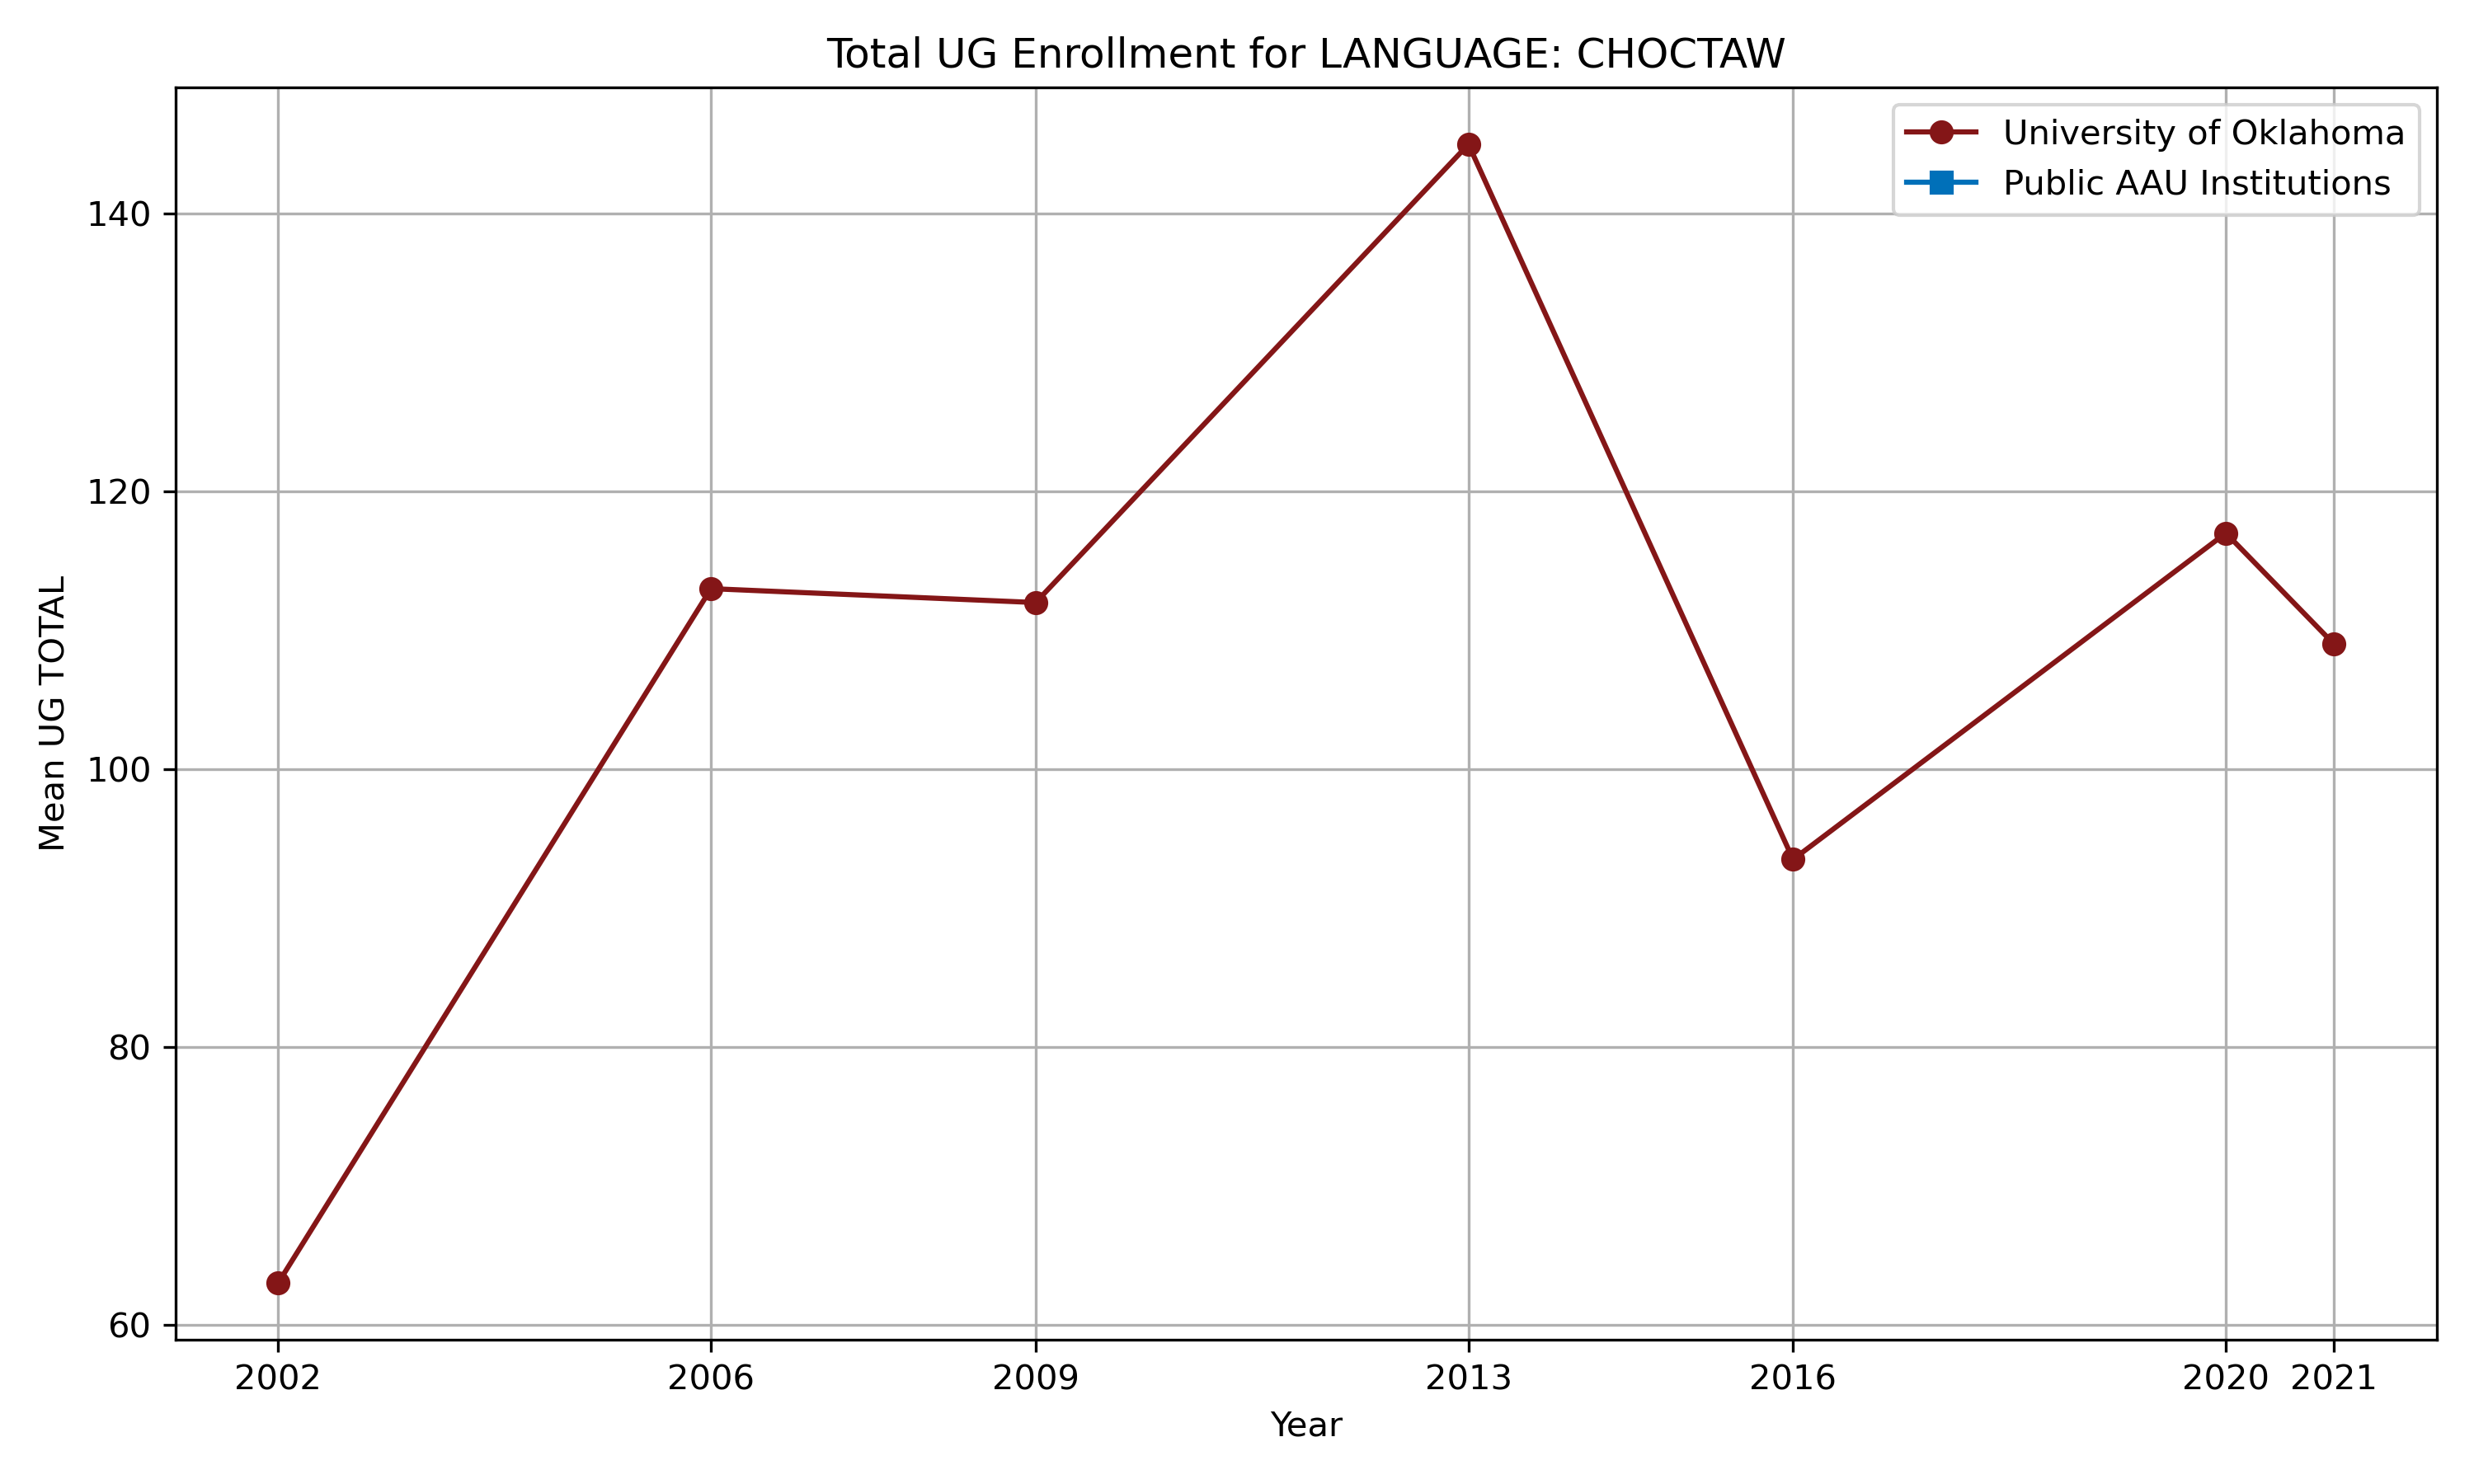 Total UG Enrollment for LANGUAGE: CHOCTAW
University of Oklahoma
Public AAU Institutions
Mean UG TOTAL
140
120
100
80
60
2002 2006 2009 2013 2016 2020 2021
Year